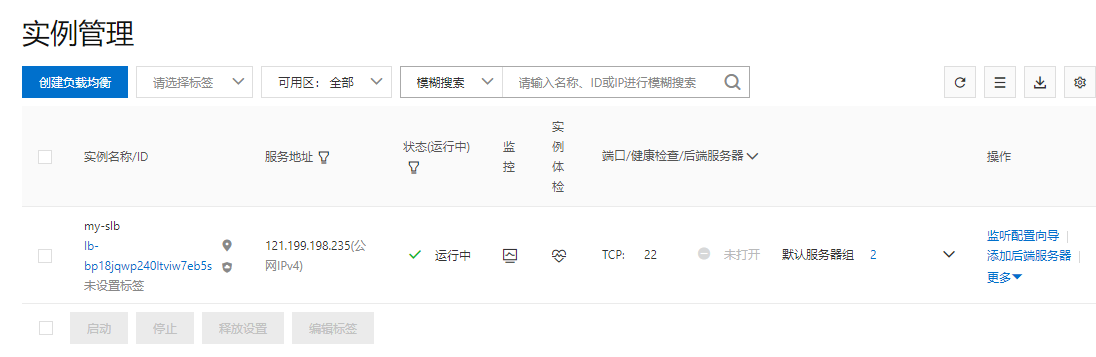 实例管理
创建负载均衡 请选择标签 可用区： 全部 模糊搜索 请输入名称、ID或IP进行模糊搜索
实例名称/ID 服务地址 状态(运行中) 监控 实例体检 端口/健康检查/后端服务器 操作
my-slb
lb-
bp18jqwp240ltviw7eb5s
未设置标签
121.199.198.235(公
网IPv4)
运行中
TCP: 22 未打开 默认服务器组 2
监听配置向导
添加后端服务器
更多
启动 停止 释放设置 编辑标签